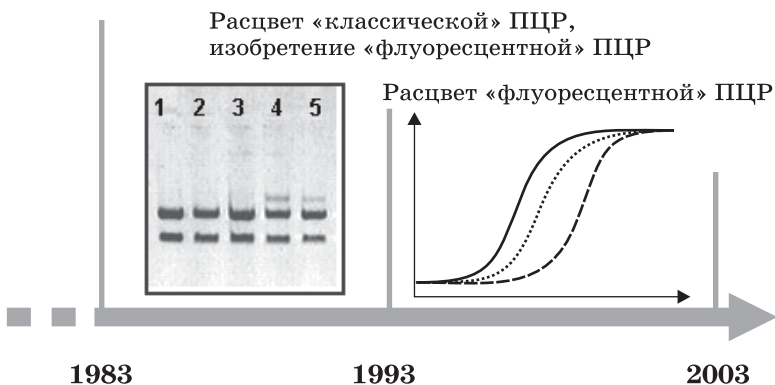 Расцвет «классической» ПЦР,
изобретение «флуоресцентной» ПЦР
Расцвет «флуоресцентной» ПЦР
1 2 3 4 5
1983 1993 2003